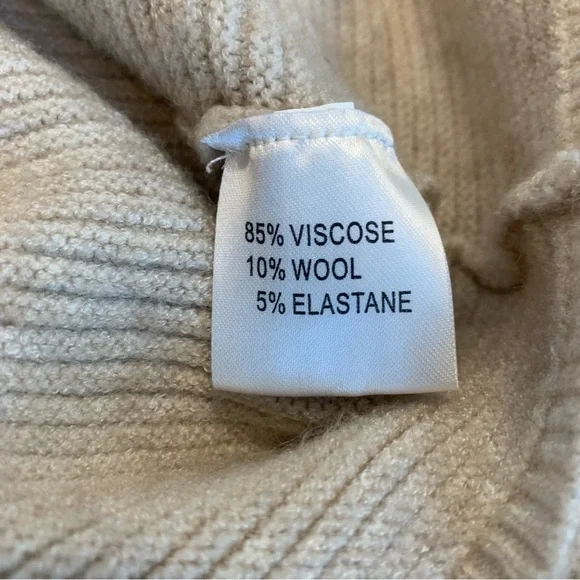 85% VISCOSE
10% WOOL
5% ELASTANE